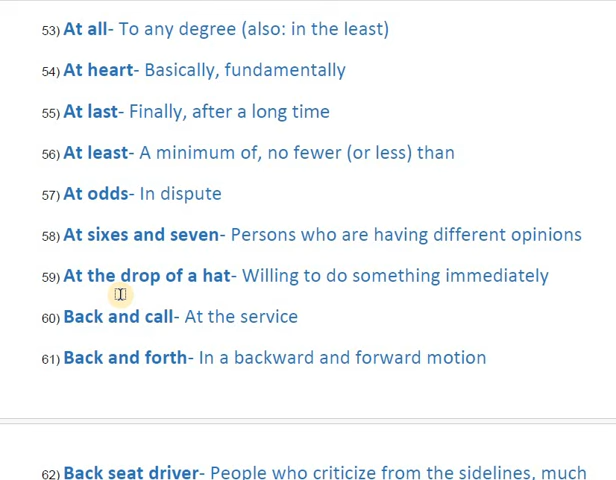 53) At all- To any degree (also: in the least)
54) At heart- Basically, fundamentally
55) At last- Finally, after a long time
56) At least- A minimum of, no fewer (or less) than
57) At odds- In dispute
58) At sixes and seven- Persons who are having different opinions
59) At the drop of a hat- Willing to do something immediately
60) Back and call- At the service
61) Back and forth- In a backward and forward motion
62) Back seat driver- People who criticize from the sidelines, much